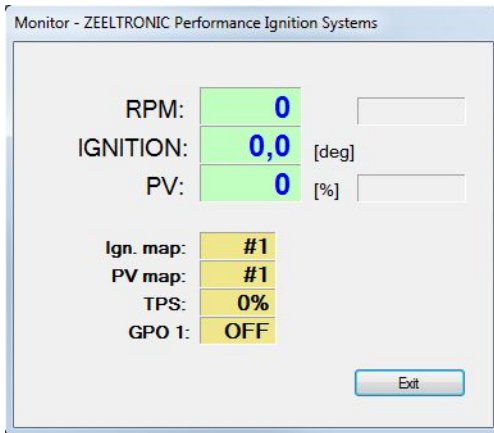 Monitor - ZEELTRONIC Performance Ignition Systems
RPM: 0
IGNITION: 0,0 [deg]
PV: 0 [%]
Ign. map: #1
PV map: #1
TPS: 0%
GPO 1: OFF
Exit